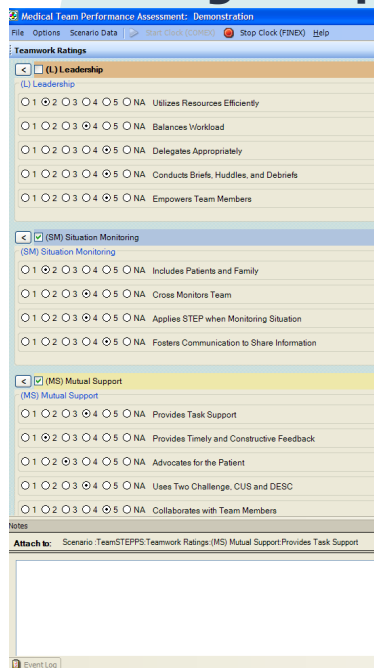 Medical Team Performance Assessment: Demonstration
File Options Scenario Data Start Clock (COMEX) Stop Clock (FINEX) Help
Teamwork Ratings
< (L) Leadership
(L) Leadership
1 2 3 4 5 NA Utilizes Resources Efficiently
1 2 3 4 5 NA Balances Workload
1 2 3 4 5 NA Delegates Appropriately
1 2 3 4 5 NA Conducts Briefs, Huddles, and Debriefs
1 2 3 4 5 NA Empowers Team Members
< (SM) Situation Monitoring
(SM) Situation Monitoring
1 2 3 4 5 NA Includes Patients and Family
1 2 3 4 5 NA Cross Monitors Team
1 2 3 4 5 NA Applies STEP when Monitoring Situation
1 2 3 4 5 NA Fosters Communication to Share Information
< (MS) Mutual Support
(MS) Mutual Support
1 2 3 4 5 NA Provides Task Support
1 2 3 4 5 NA Provides Timely and Constructive Feedback
1 2 3 4 5 NA Advocates for the Patient
1 2 3 4 5 NA Uses Two Challenge, CUS and DESC
1 2 3 4 5 NA Collaborates with Team Members
Notes
Attach to: Scenario :TeamSTEPPS:Teamwork Ratings:(MS) Mutual Support:Provides Task Support
Event Log